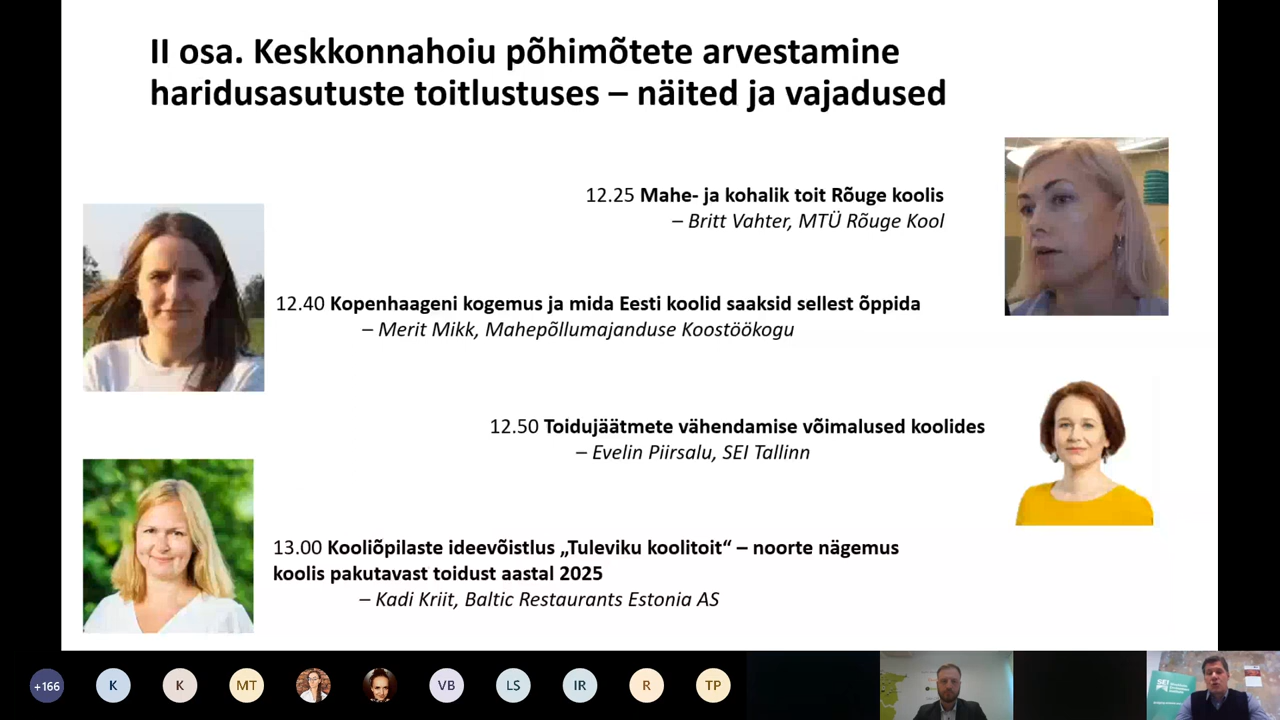 II osa. Keskkonnahoiu põhimõtete arvestamine
haridusasutuste toitlustuses – näited ja vajadused
12.25 Mahe- ja kohalik toit Rõuge koolis
– Britt Vahter, MTÜ Rõuge Kool
12.40 Kopenhaageni kogemus ja mida Eesti koolid saaksid sellest õppida
– Merit Mikk, Mahepõllumajanduse Koostöökogu
12.50 Toidujäätmete vähendamise võimalused koolides
– Evelin Piirsalu, SEI Tallinn
13.00 Kooliõpilaste ideevõistlus „Tuleviku koolitoit“ – noorte nägemus
koolis pakutavast toidust aastal 2025
– Kadi Kriit, Baltic Restaurants Estonia AS
+166
K
K
MT
VB
LS
IR
R
TP
SEI